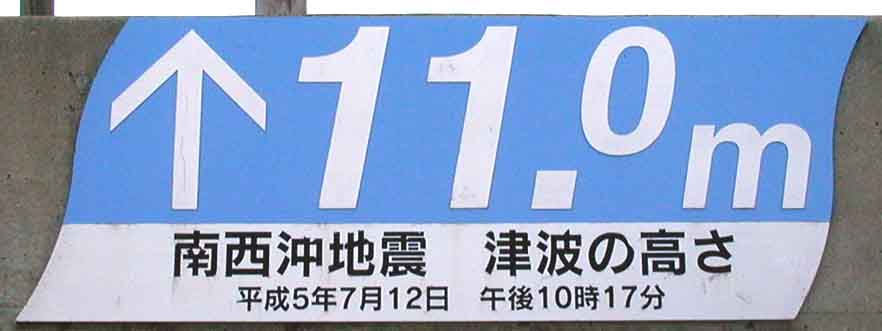 ↑11.0m
南西沖地震　津波の高さ
平成5年7月12日　午後10時17分